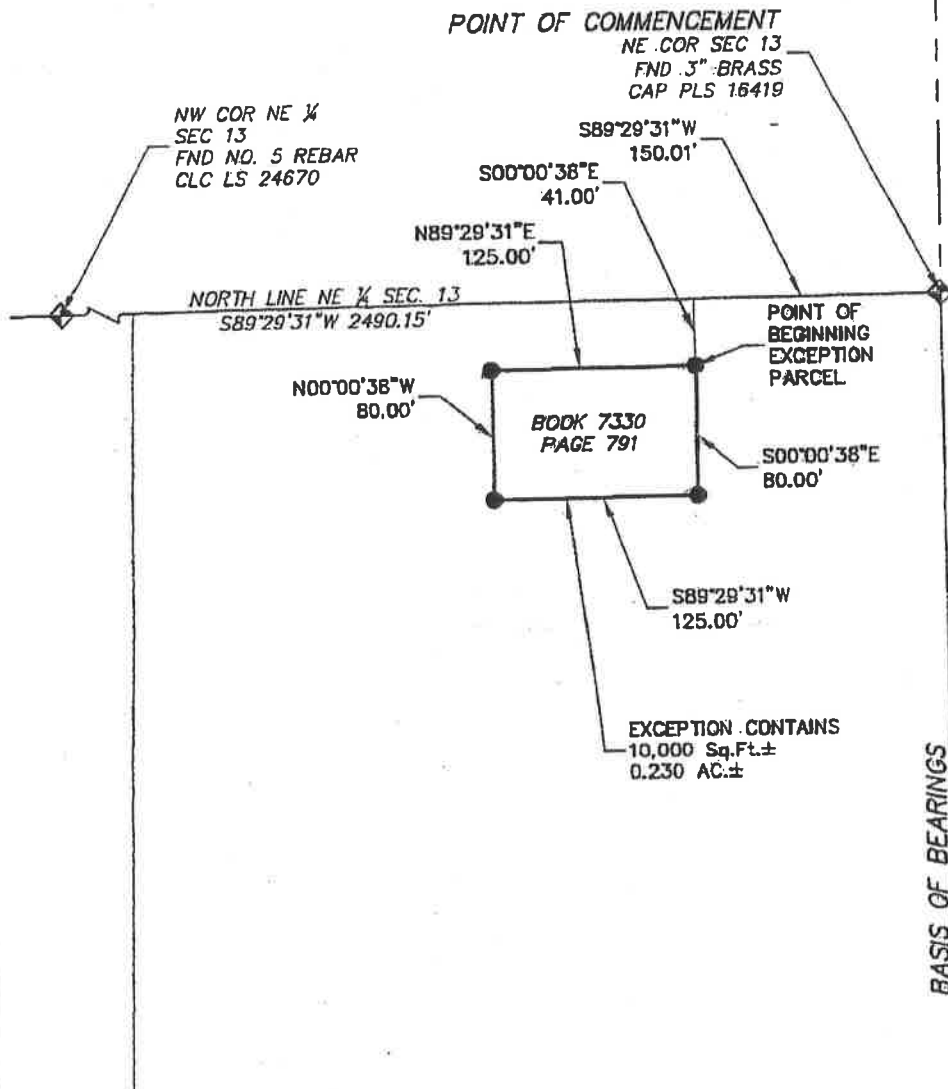 POINT OF COMMENCEMENT
NE COR SEC 13
FND 3" BRASS
CAP PLS 16419
NW COR NE ¼
SEC 13
FND NO. 5 REBAR
CLC LS 24670
S89°29'31"W
150.01'
S00°00'38"E
41.00'
N89°29'31"E
125.00'
NORTH LINE NE ¼ SEC. 13
S89°29'31"W 2490.15'
POINT OF
BEGINNING
EXCEPTION
PARCEL
N00°00'38"W
80.00'
BOOK 7330
PAGE 791
S00°00'38"E
80.00'
S89°29'31"W
125.00'
EXCEPTION CONTAINS
10,000 Sq.Ft.±
0.230 AC.±
BASIS OF BEARINGS